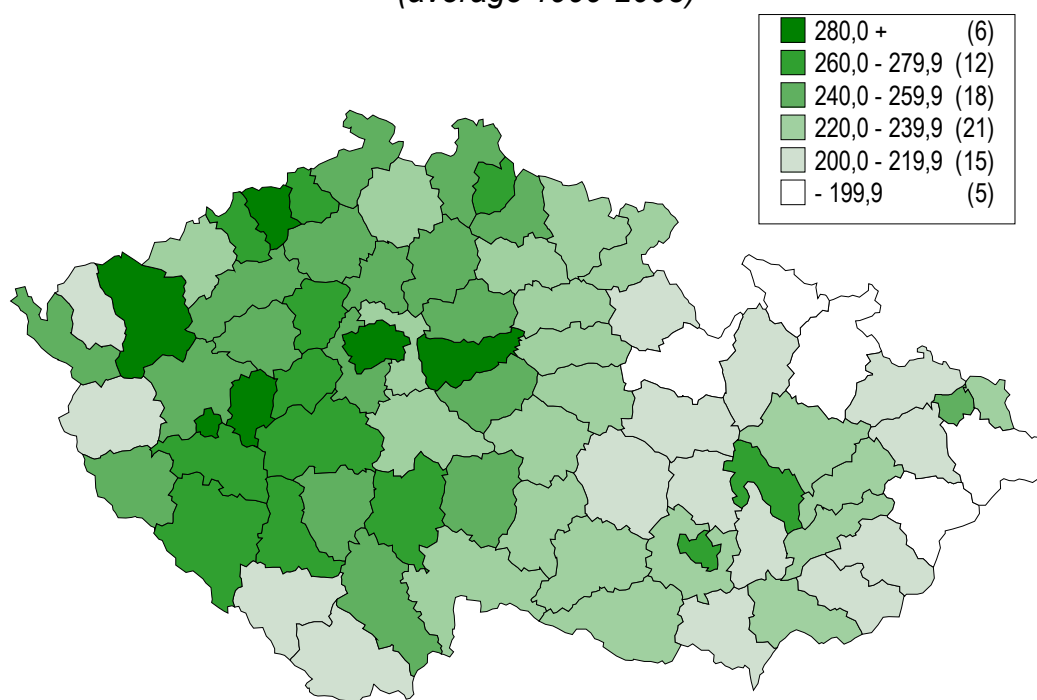 280,0 + (6)
260,0 - 279,9 (12)
240,0 - 259,9 (18)
220,0 - 239,9 (21)
200,0 - 219,9 (15)
- 199,9 (5)